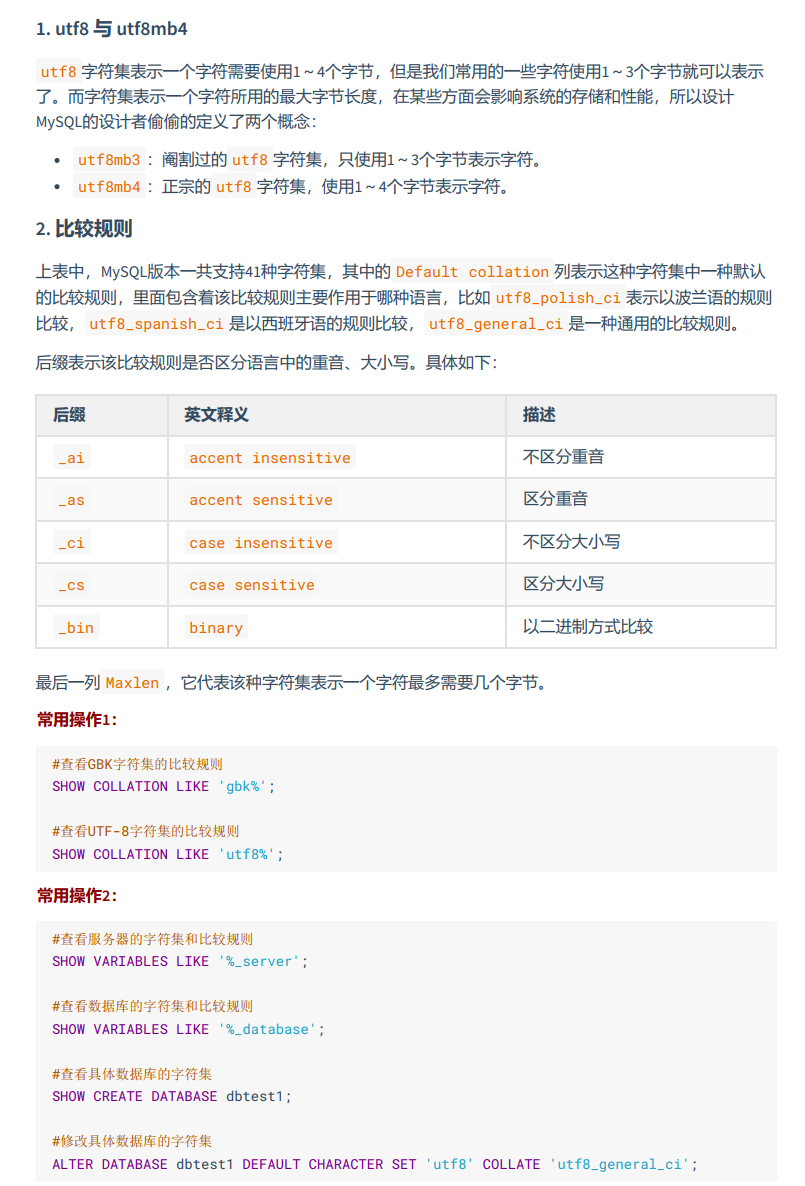 1. utf8 与 utf8mb4
utf8 字符集表示一个字符需要使用1～4个字节，但是我们常用的一些字符使用1～3个字节就可以表示
了。而字符集表示一个字符所用的最大字节长度，在某些方面会影响系统的存储和性能，所以设计
MySQL的设计者偷偷的定义了两个概念：
• utf8mb3 ：阉割过的 utf8 字符集，只使用1～3个字节表示字符。
• utf8mb4 ：正宗的 utf8 字符集，使用1～4个字节表示字符。
2. 比较规则
上表中，MySQL版本一共支持41种字符集，其中的 Default collation 列表示这种字符集中一种默认
的比较规则，里面包含着该比较规则主要作用于哪种语言，比如 utf8_polish_ci 表示以波兰语的规则
比较， utf8_spanish_ci 是以西班牙语的规则比较， utf8_general_ci 是一种通用的比较规则。
后缀表示该比较规则是否区分语言中的重音、大小写。具体如下：
后缀 英文释义 描述
_ai accent insensitive 不区分重音
_as accent sensitive 区分重音
_ci case insensitive 不区分大小写
_cs case sensitive 区分大小写
_bin binary 以二进制方式比较
最后一列 Maxlen ，它代表该种字符集表示一个字符最多需要几个字节。
常用操作1：
#查看GBK字符集的比较规则
SHOW COLLATION LIKE 'gbk%';
#查看UTF-8字符集的比较规则
SHOW COLLATION LIKE 'utf8%';
常用操作2：
#查看服务器的字符集和比较规则
SHOW VARIABLES LIKE '%_server';
#查看数据库的字符集和比较规则
SHOW VARIABLES LIKE '%_database';
#查看具体数据库的字符集
SHOW CREATE DATABASE dbtest1;
#修改具体数据库的字符集
ALTER DATABASE dbtest1 DEFAULT CHARACTER SET 'utf8' COLLATE 'utf8_general_ci';